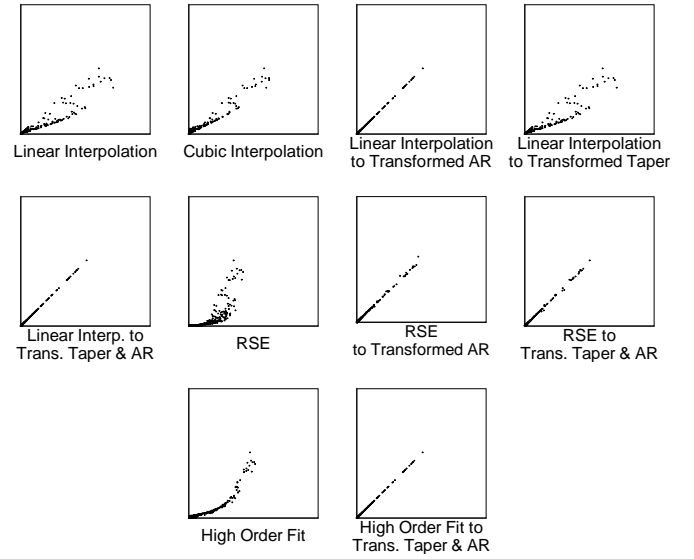 Linear Interpolation
Cubic Interpolation
Linear Interpolation
to Transformed AR
Linear Interpolation
to Transformed Taper
Linear Interp. to
Trans. Taper & AR
RSE
RSE
to Transformed AR
RSE to
Trans. Taper & AR
High Order Fit
High Order Fit to
Trans. Taper & AR